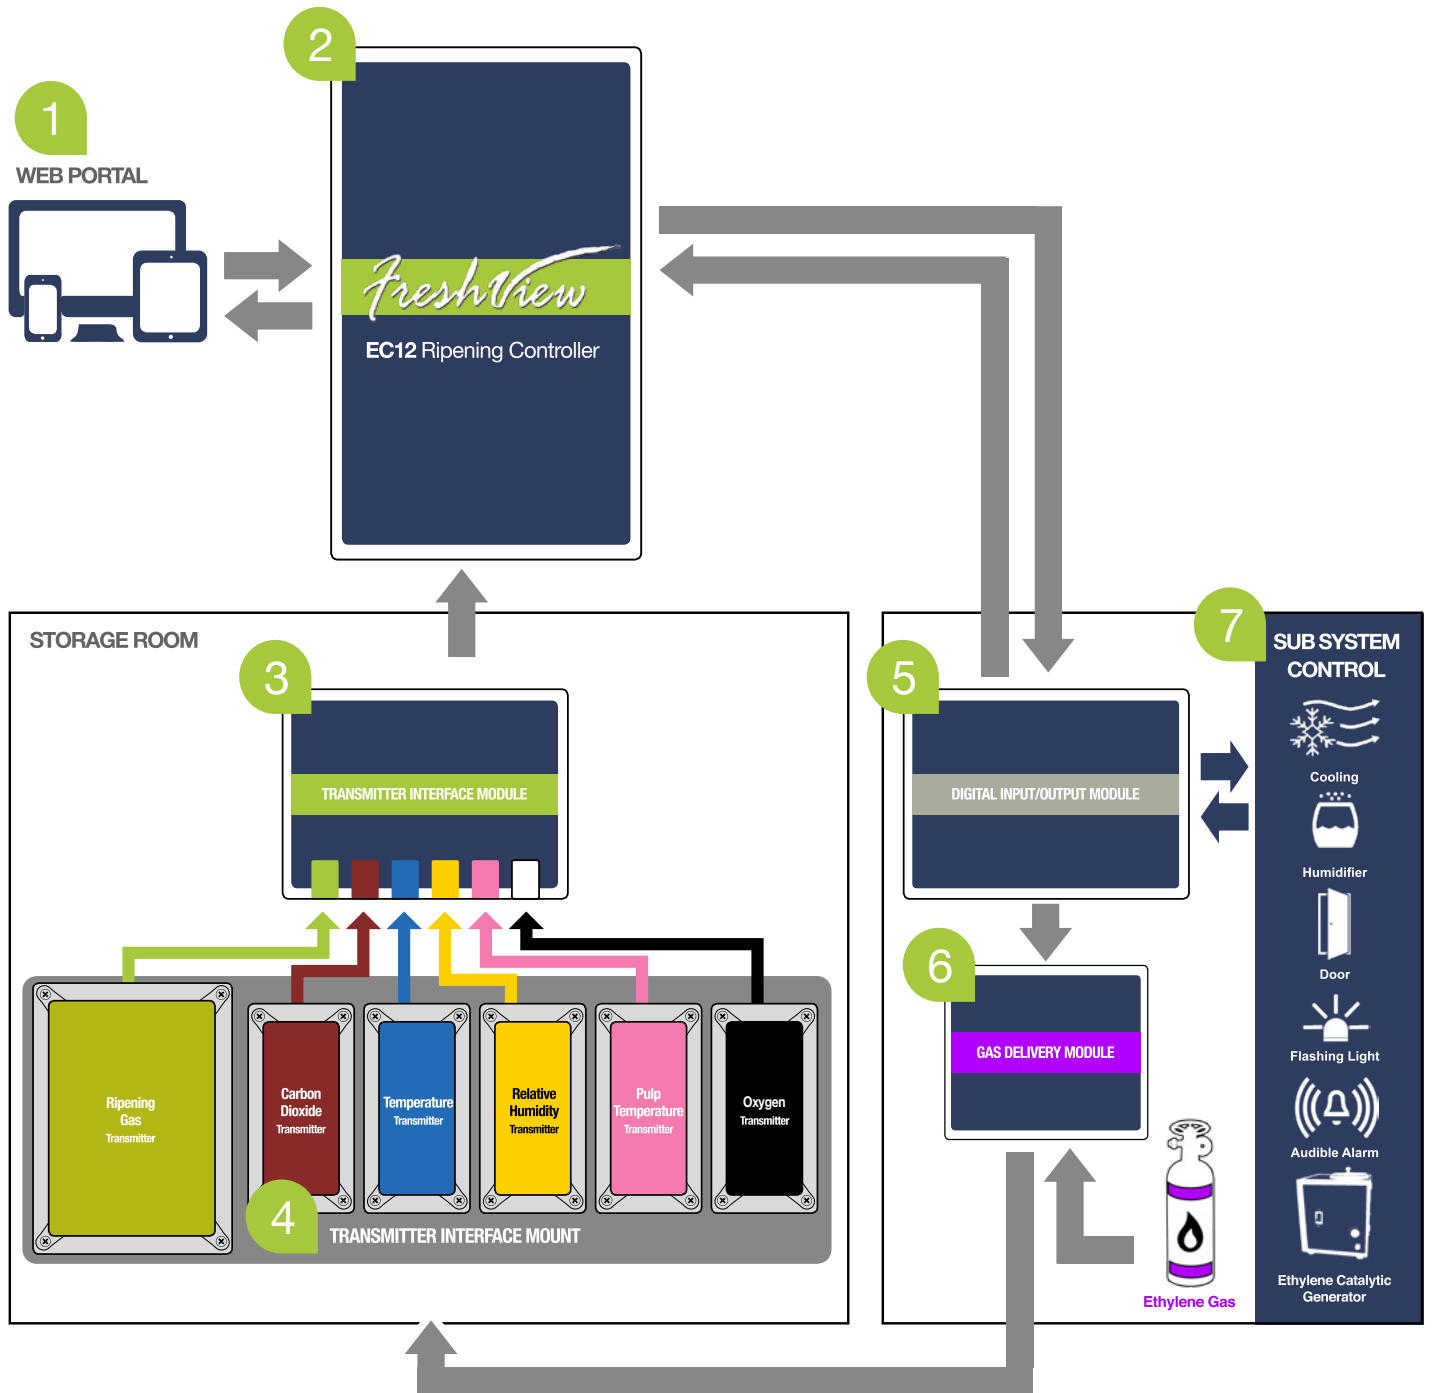 1
WEB PORTAL
2
FreshView
EC12 Ripening Controller
STORAGE ROOM
3
TRANSMITTER INTERFACE MODULE
Ripening
Gas
Transmitter
Carbon
Dioxide
Transmitter
Temperature
Transmitter
Relative
Humidity
Transmitter
Pulp
Temperature
Transmitter
Oxygen
Transmitter
4
TRANSMITTER INTERFACE MOUNT
5
DIGITAL INPUT/OUTPUT MODULE
6
GAS DELIVERY MODULE
Ethylene Gas
7
SUB SYSTEM
CONTROL
Cooling
Humidifier
Door
Flashing Light
Audible Alarm
Ethylene Catalytic
Generator